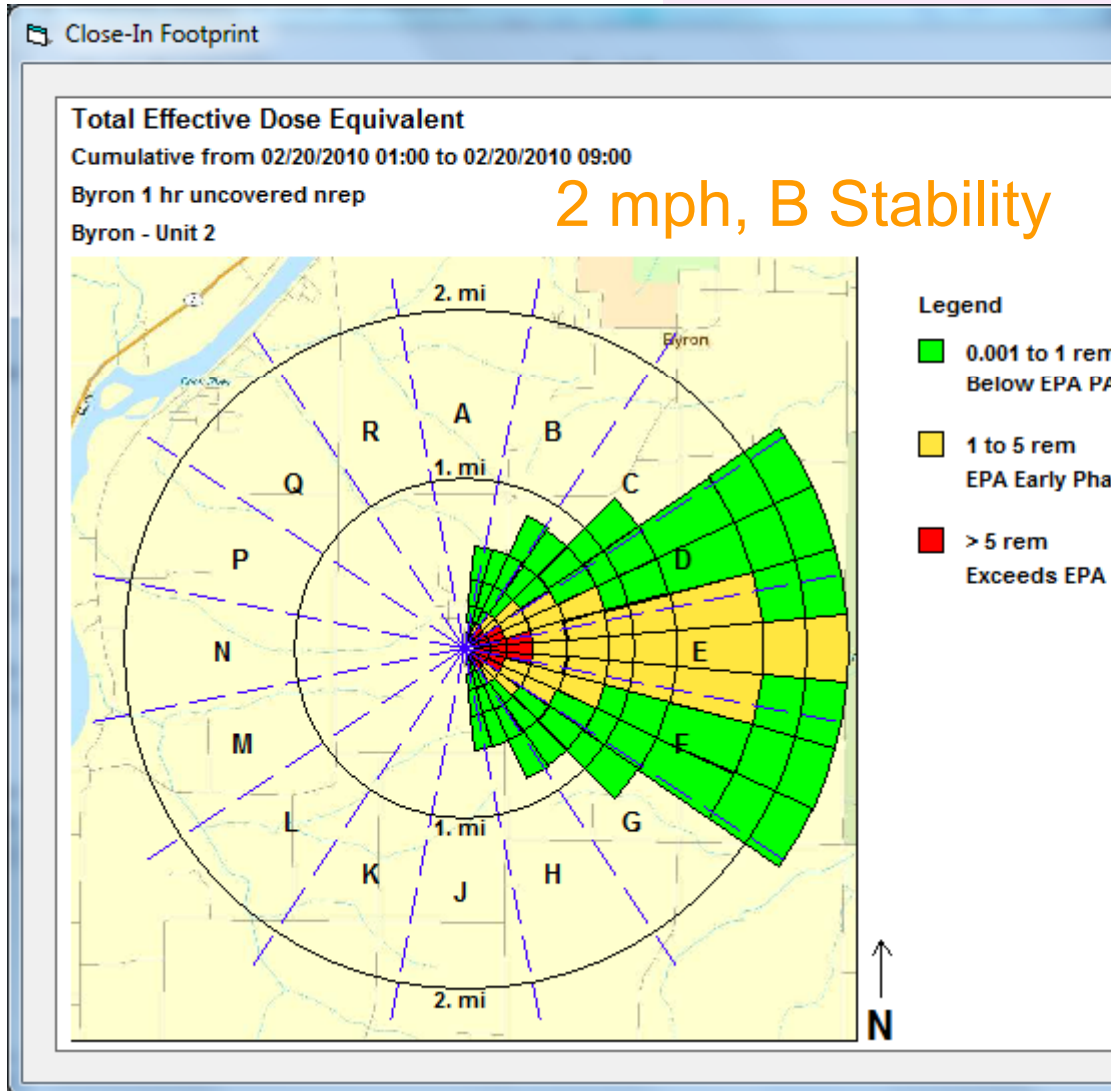 Close-In Footprint
Total Effective Dose Equivalent
Cumulative from 02/20/2010 01:00 to 02/20/2010 09:00
Byron 1 hr uncovered nrep
2 mph, B Stability
Byron - Unit 2
2. mi
2
Byron
A
R
B
1. mi
Q
C
P
D
N
E
M
F
L
1. mi
G
K
J
H
2. mi
N
Legend
0.001 to 1 rem
Below EPA PA
1 to 5 rem
EPA Early Pha
> 5 rem
Exceeds EPA